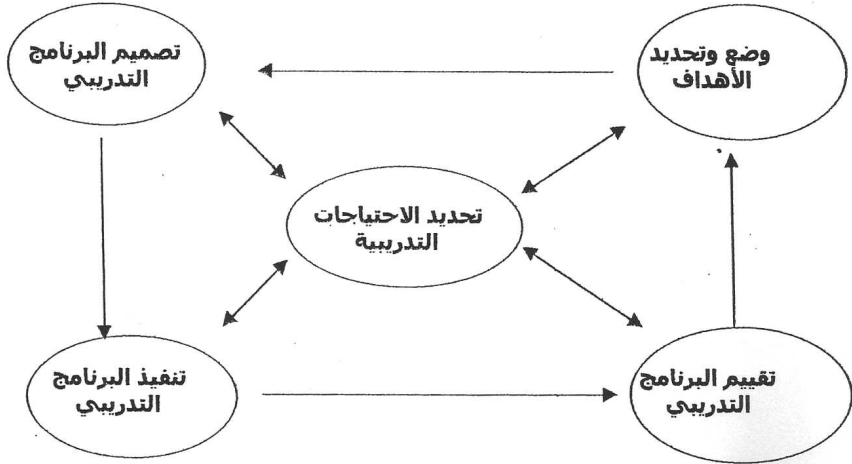 وضع وتحديد
الأهداف
تصميم البرنامج
التدريبي
تحديد الاحتياجات
التدريبية
تنفيذ البرنامج
التدريبي
تقييم البرنامج
التدريبي